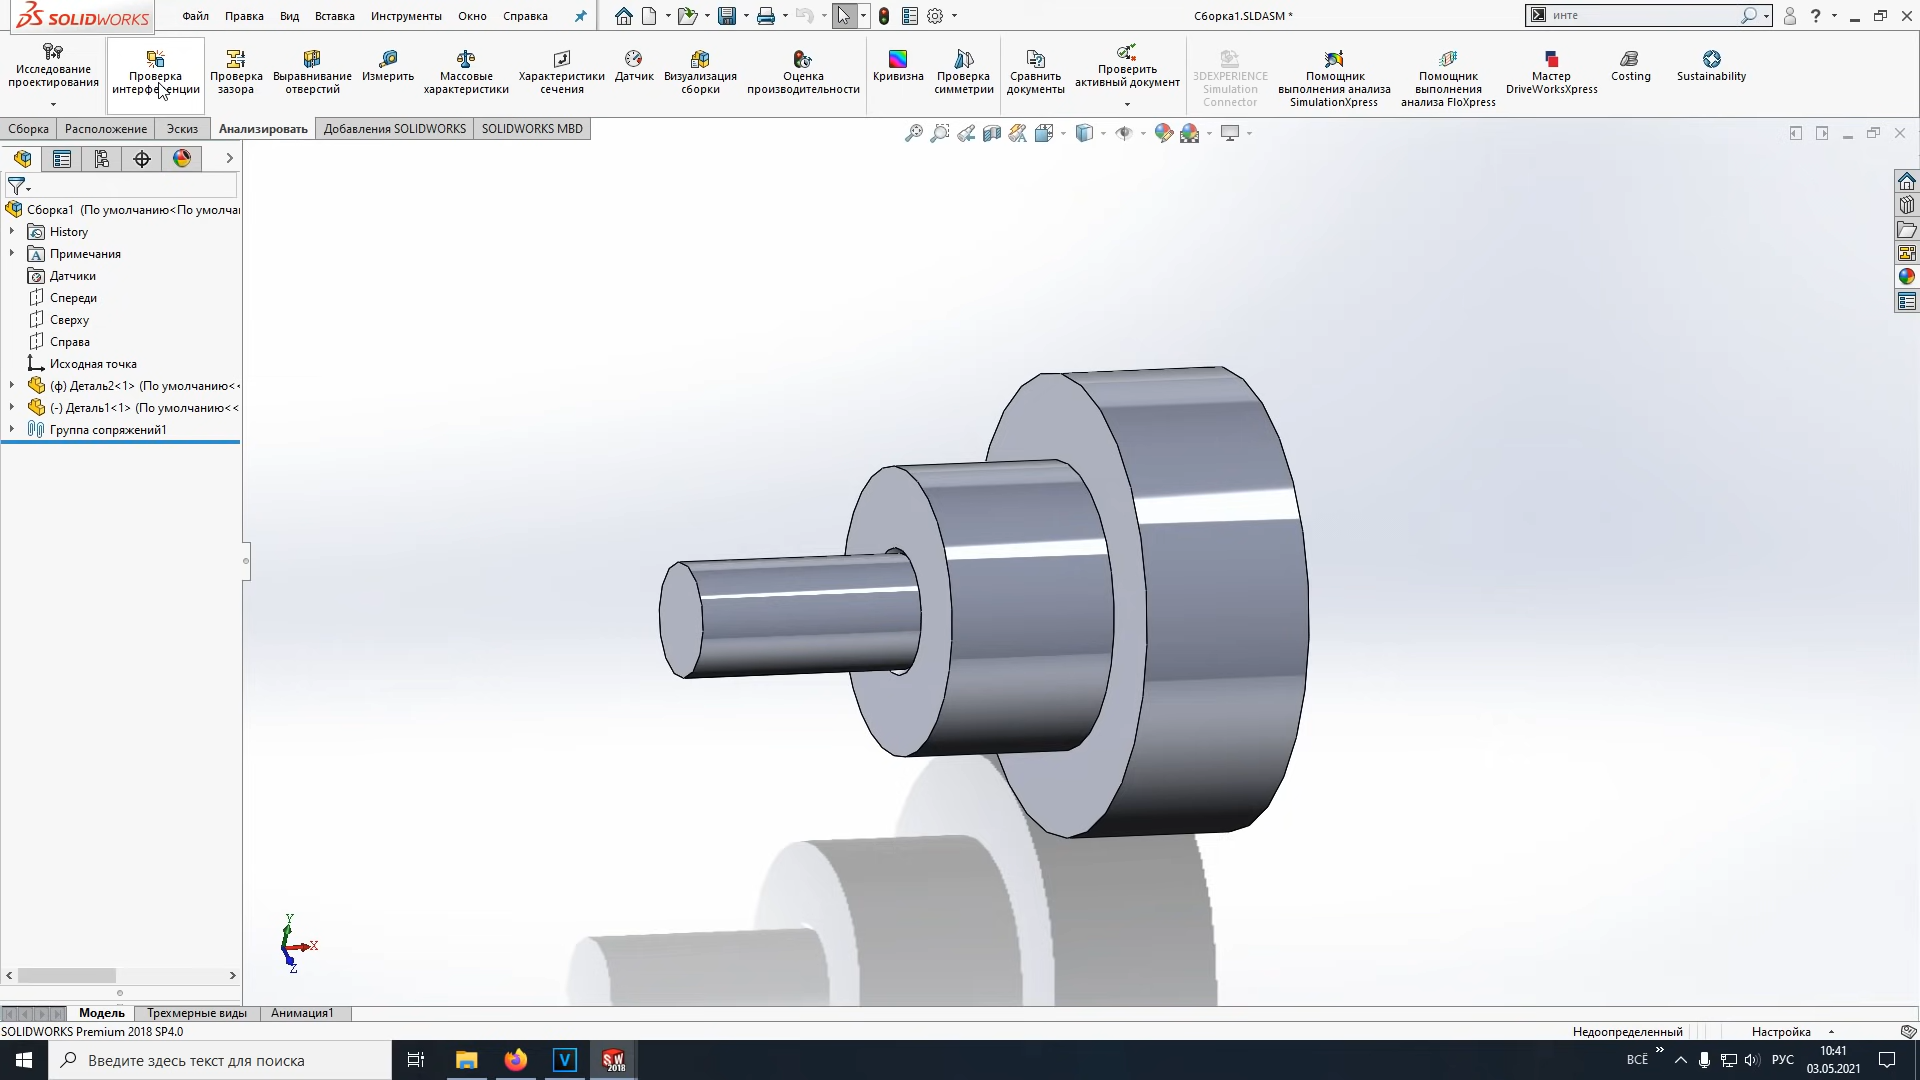 SOLIDWORKS Файл Правка Вид Вставка Инструменты Окно Справка Сборка1.SLDASM * инте
Исследование проектирования
Проверка интерференции
Проверка зазора
Выравнивание отверстий
Измерить
Массовые характеристики
Характеристики сечения
Датчик
Визуализация сборки
Оценка производительности
Кривизна
Проверка симметрии
Сравнить документы
Проверить активный документ
3DEXPERIENCE Simulation Connector
Помощник выполнения анализа SimulationXpress
Помощник выполнения анализа FloXpress
Мастер DriveWorksXpress
Costing
Sustainability
Сборка Расположение Эскиз Анализировать Добавления SOLIDWORKS SOLIDWORKS MBD
Сборка1 (По умолчанию<По умолча
History
Примечания
Датчики
Спереди
Сверху
Справа
Исходная точка
(ф) Деталь2<1> (По умолчанию<<
(-) Деталь1<1> (По умолчанию<<
Группа сопряжений1
Y
X
Z
Модель Трехмерные виды Анимация1
SOLIDWORKS Premium 2018 SP4.0 Недоопределенный Настройка
Введите здесь текст для поиска
V
SW
2018
ВСЁ
РУС
10:41
03.05.2021